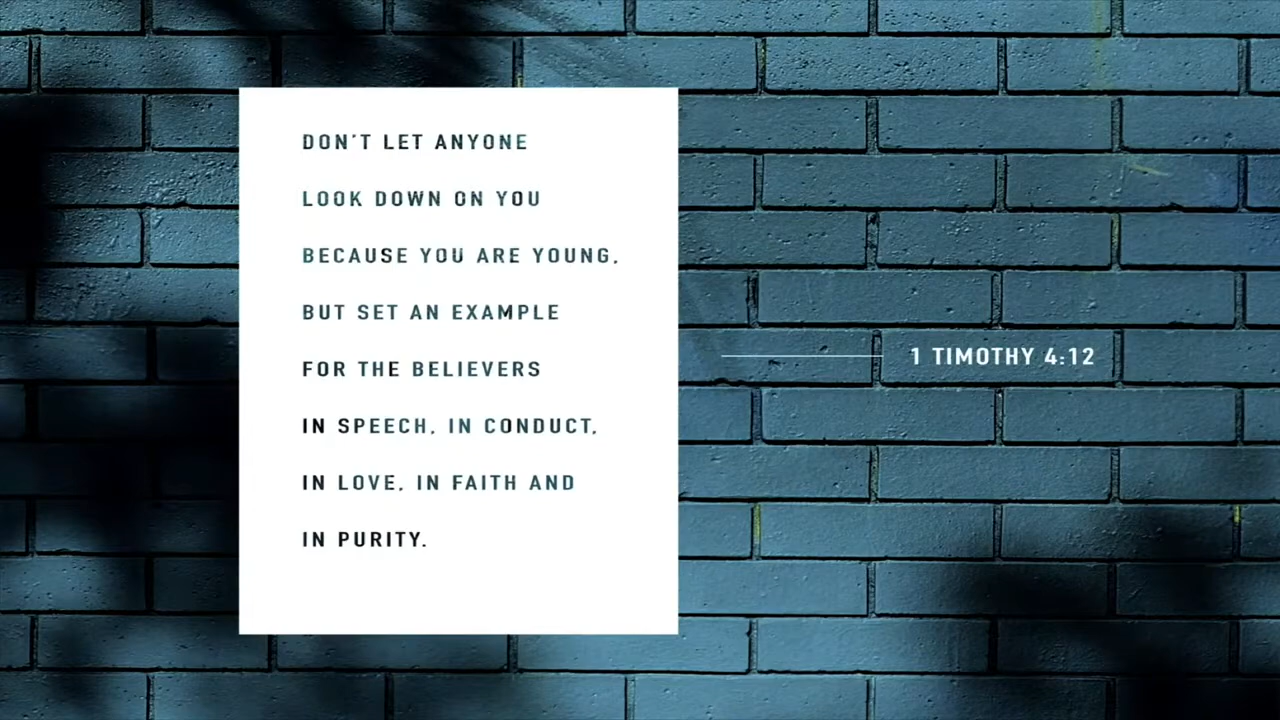 DON'T LET ANYONE
LOOK DOWN ON YOU
BECAUSE YOU ARE YOUNG,
BUT SET AN EXAMPLE
FOR THE BELIEVERS
IN SPEECH, IN CONDUCT,
IN LOVE, IN FAITH AND
IN PURITY.
1 TIMOTHY 4:12